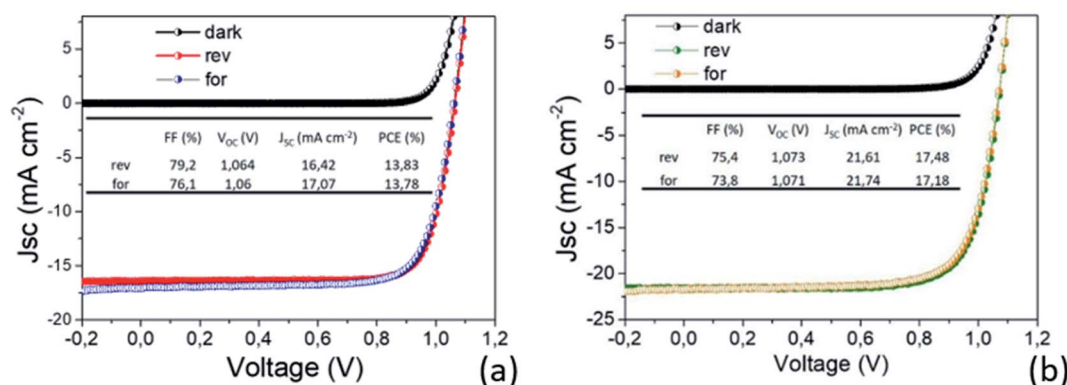 dark
rev
for
FF (%) V_OC (V) J_SC (mA cm⁻²) PCE (%)
rev 79,2 1,064 16,42 13,83
for 76,1 1,06 17,07 13,78
5
0
-5
-10
-15
-20
Jsc (mA cm⁻²)
-0,2 0,0 0,2 0,4 0,6 0,8 1,0 1,2
Voltage (V)
(a)
dark
rev
for
FF (%) V_OC (V) J_SC (mA cm⁻²) PCE (%)
rev 75,4 1,073 21,61 17,48
for 73,8 1,071 21,74 17,18
5
0
-5
-10
-15
-20
-25
Jsc (mA cm⁻²)
-0,2 0,0 0,2 0,4 0,6 0,8 1,0 1,2
Voltage (V)
(b)